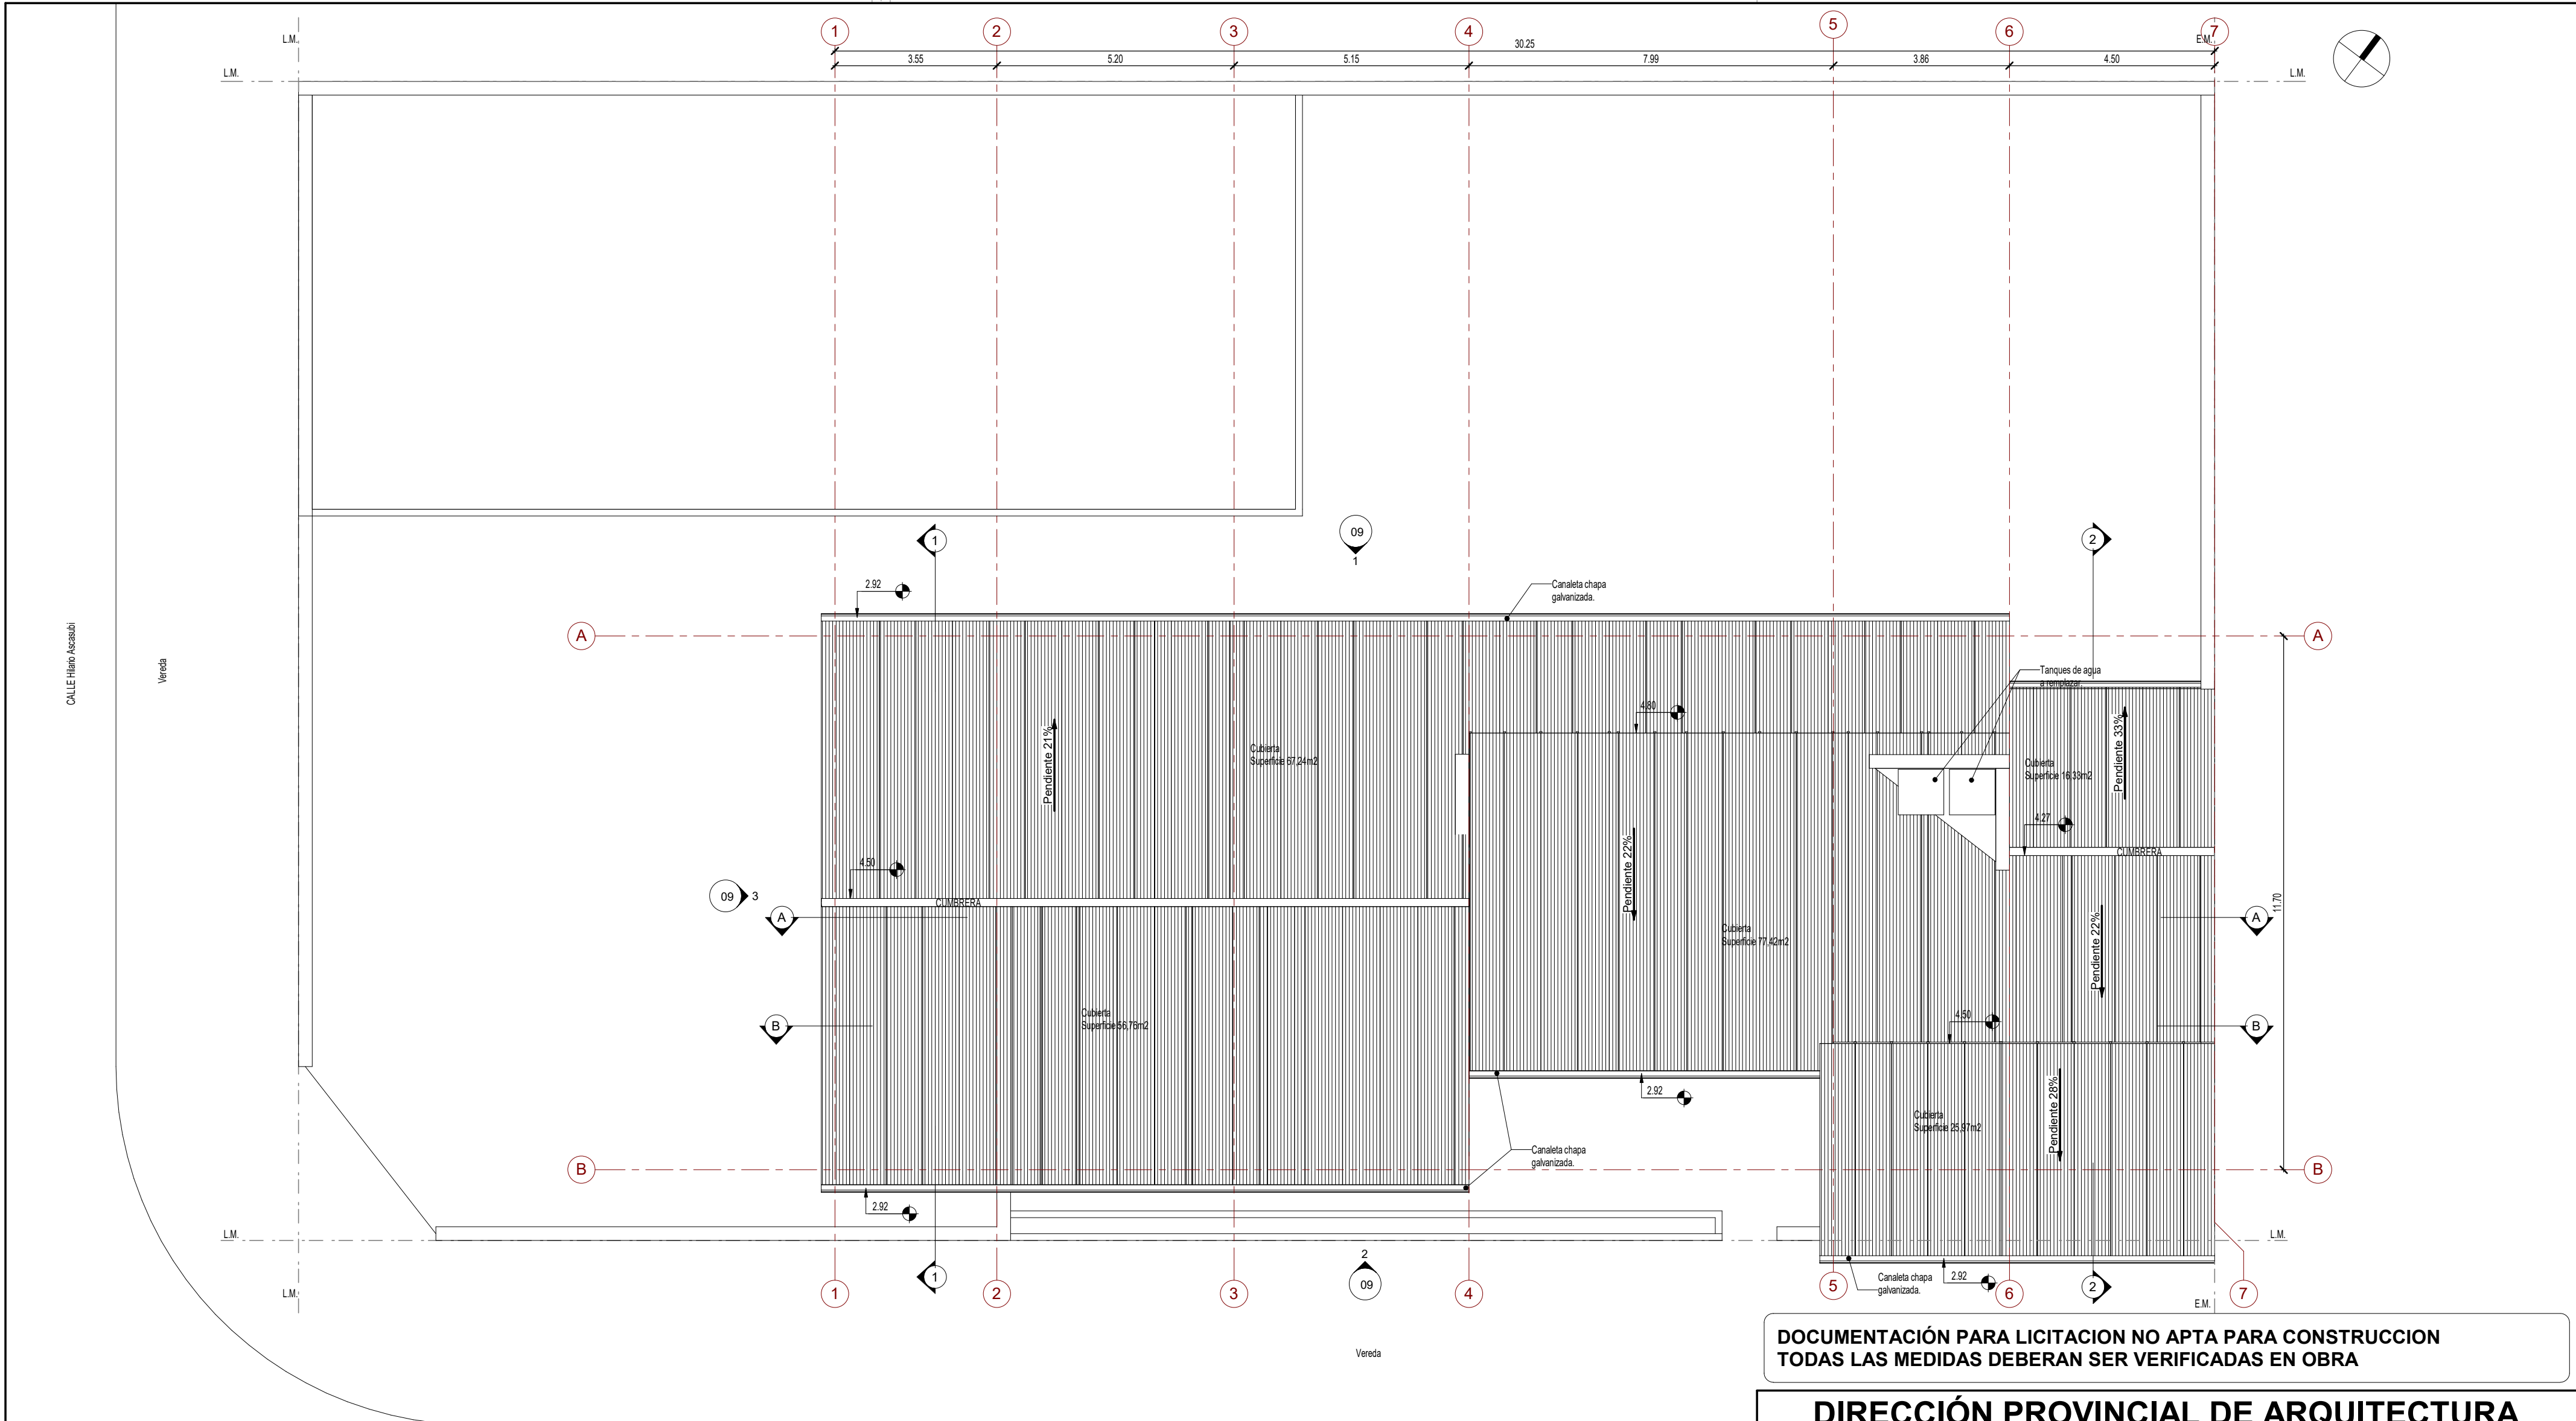 1
2
3
4
5
6
7
L.M.
E.M.
30.25
L.M.
3.55
5.20
5.15
7.99
3.86
4.50
L.M.
09
1
1
2
2.92
Canaleta chapa
galvanizada.
CALLE Hilario Ascasubi
Vereda
A
A
Tanques de agua
a remplazar.
4.80
Pendiente 21%
Cubierta
Superficie 67,24m2
Pendiente 33%
Cubierta
Superficie 16,33m2
4.27
CUMBRERA
Pendiente 22%
4.50
09
3
CUMBRERA
A
A
11.70
Cubierta
Superficie 77,42m2
Pendiente 22%
B
B
Cubierta
Superficie 56,76m2
4.50
2.92
Pendiente 28%
Cubierta
Superficie 25,97m2
Canaleta chapa
galvanizada.
B
B
2.92
L.M.
L.M.
2
09
1
2.92
Canaleta chapa
galvanizada.
2
L.M.
E.M.
1
2
3
4
5
6
7
Vereda
DOCUMENTACIÓN PARA LICITACION NO APTA PARA CONSTRUCCION
TODAS LAS MEDIDAS DEBERAN SER VERIFICADAS EN OBRA
DIRECCIÓN PROVINCIAL DE ARQUITECTURA